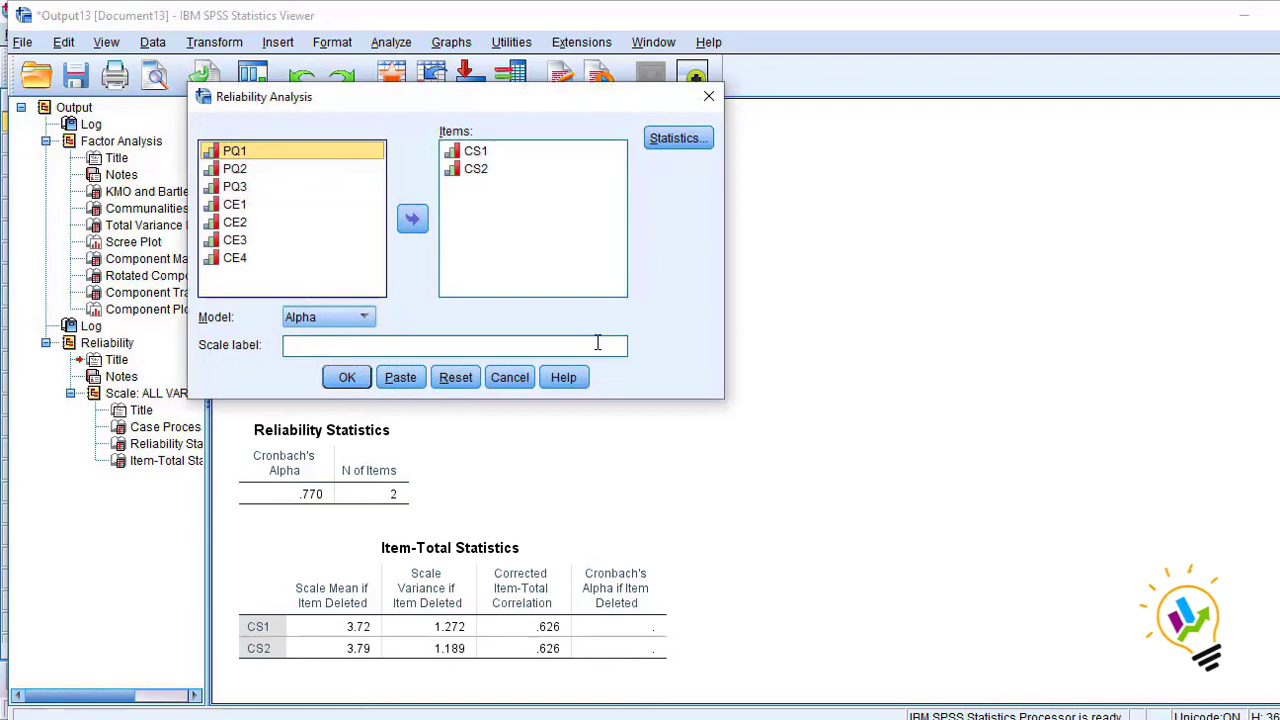 *Output13 [Document13] - IBM SPSS Statistics Viewer
File Edit View Data Transform Insert Format Analyze Graphs Utilities Extensions Window Help
Reliability Analysis
Output
Log
Factor Analysis
Title
Notes
KMO and Bartle
Communalities
Total Variance
Scree Plot
Component Ma
Rotated Compo
Component Tra
Component Plo
Log
Reliability
Title
Notes
Scale: ALL VAR
Title
Case Proces
Reliability Sta
Item-Total Sta
PQ1
PQ2
PQ3
CE1
CE2
CE3
CE4
Items:
CS1
CS2
Statistics...
Model: Alpha
Scale label:
OK Paste Reset Cancel Help
Reliability Statistics
Cronbach's
Alpha N of Items
.770 2
Item-Total Statistics
Scale Mean if
Item Deleted
Scale
Variance if
Item Deleted
Corrected
Item-Total
Correlation
Cronbach's
Alpha if Item
Deleted
CS1 3.72 1.272 .626 .
CS2 3.79 1.189 .626 .
IBM SPSS Statistics Processor is ready Unicode:ON